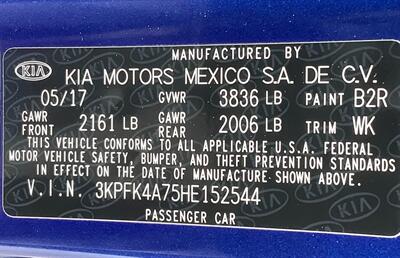 MANUFACTURED BY
KIA KIA MOTORS MEXICO S.A. DE C.V.
05/17 GVWR 3836 LB PAINT B2R
GAWR FRONT 2161 LB GAWR REAR 2006 LB TRIM WK
THIS VEHICLE CONFORMS TO ALL APPLICABLE U.S.A. FEDERAL
MOTOR VEHICLE SAFETY, BUMPER, AND THEFT PREVENTION STANDARDS
IN EFFECT ON THE DATE OF MANUFACTURE SHOWN ABOVE.
V.I.N. 3KPFK4A75HE152544
PASSENGER CAR